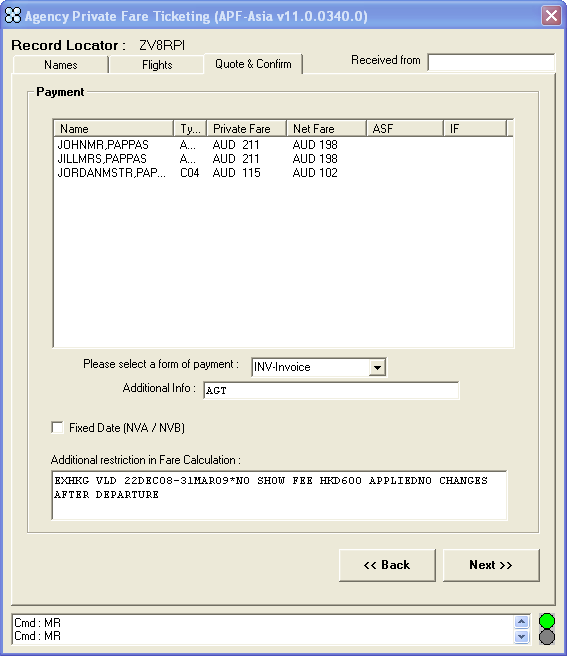 Agency Private Fare Ticketing (APF-Asia v11.0.0340.0)
Record Locator : ZV8RPI
Names Flights Quote & Confirm Received from
Payment
Name Ty... Private Fare Net Fare ASF IF
JOHNMR,PAPPAS A... AUD 211 AUD 198
JILLMRS,PAPPAS A... AUD 211 AUD 198
JORDANMSTR,PAP... C04 AUD 115 AUD 102
Please select a form of payment : INV-Invoice
Additional Info : AGT
Fixed Date (NVA / NVB)
Additional restriction in Fare Calculation :
EXHKG VLD 22DEC08-31MAR09*NO SHOW FEE HKD600 APPLIEDNO CHANGES
AFTER DEPARTURE
<< Back Next >>
Cmd : MR
Cmd : MR